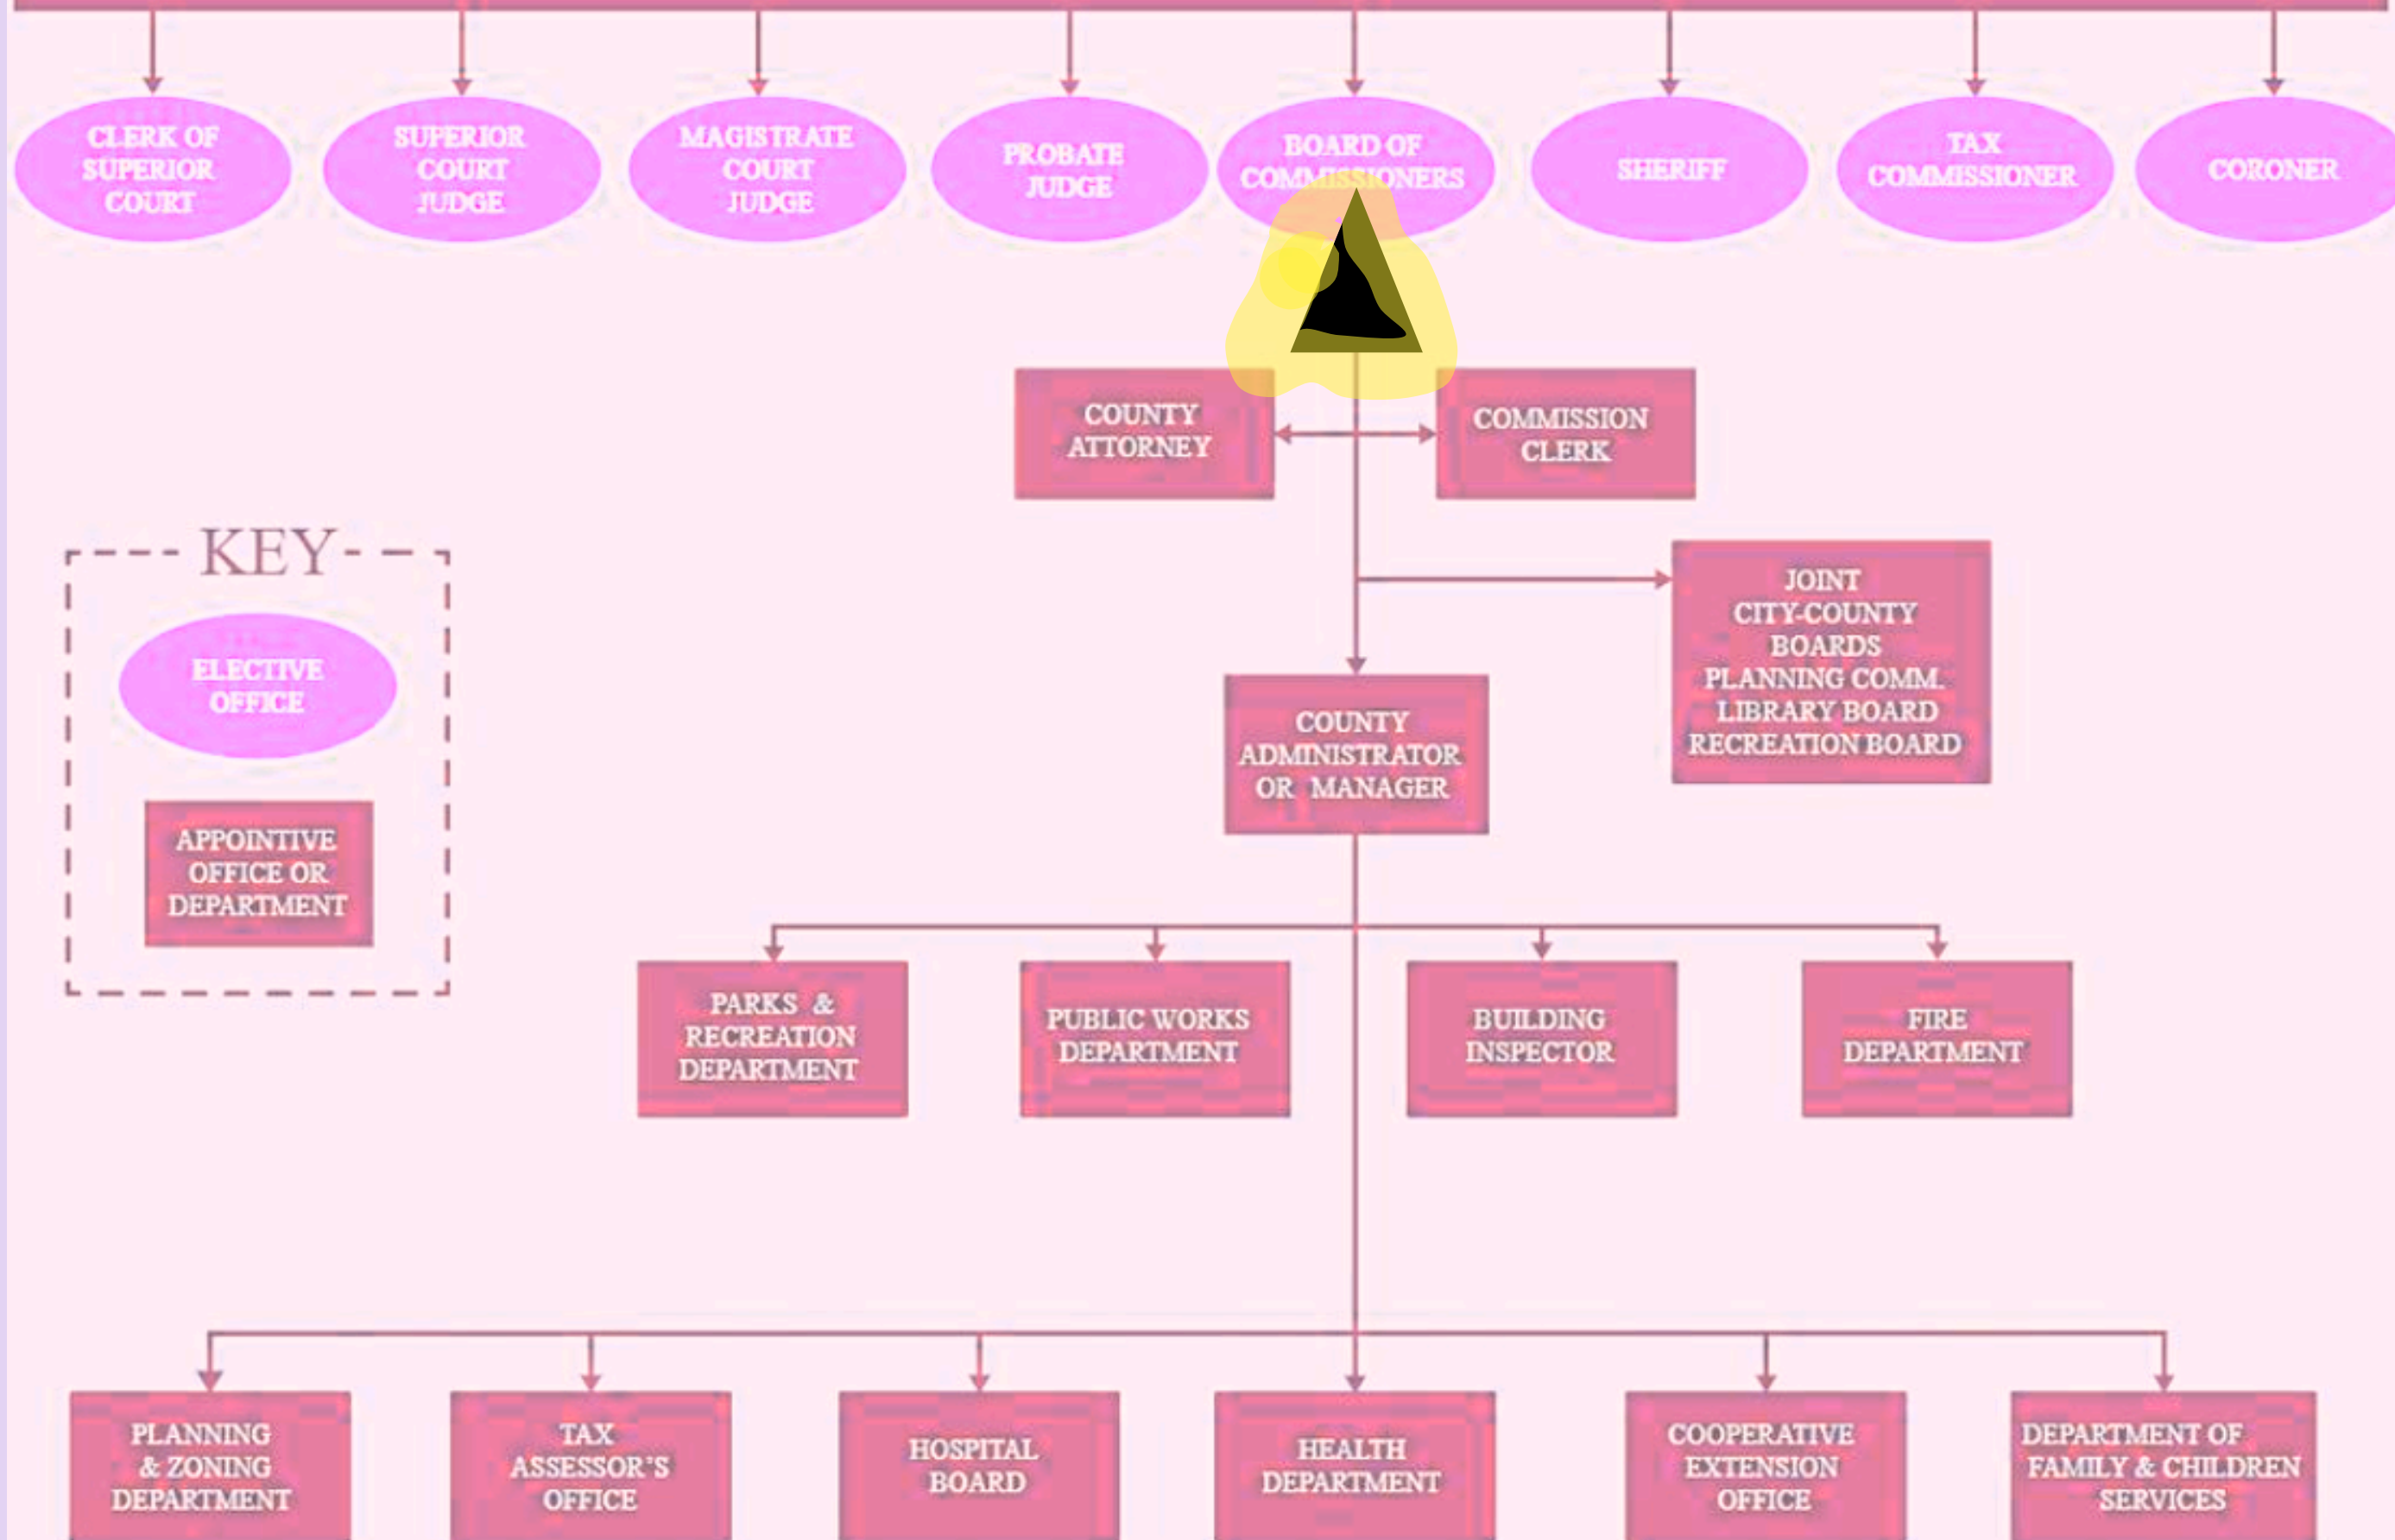 CLERK OF
SUPERIOR
COURT
SUPERIOR
COURT
JUDGE
MAGISTRATE
COURT
JUDGE
PROBATE
JUDGE
BOARD OF
COMMISSIONERS
SHERIFF
TAX
COMMISSIONER
CORONER
COUNTY
ATTORNEY
COMMISSION
CLERK
KEY
ELECTIVE
OFFICE
APPOINTIVE
OFFICE OR
DEPARTMENT
JOINT
CITY-COUNTY
BOARDS
PLANNING COMM.
LIBRARY BOARD
RECREATION BOARD
COUNTY
ADMINISTRATOR
OR MANAGER
PARKS &
RECREATION
DEPARTMENT
PUBLIC WORKS
DEPARTMENT
BUILDING
INSPECTOR
FIRE
DEPARTMENT
PLANNING
& ZONING
DEPARTMENT
TAX
ASSESSOR'S
OFFICE
HOSPITAL
BOARD
HEALTH
DEPARTMENT
COOPERATIVE
EXTENSION
OFFICE
DEPARTMENT OF
FAMILY & CHILDREN
SERVICES